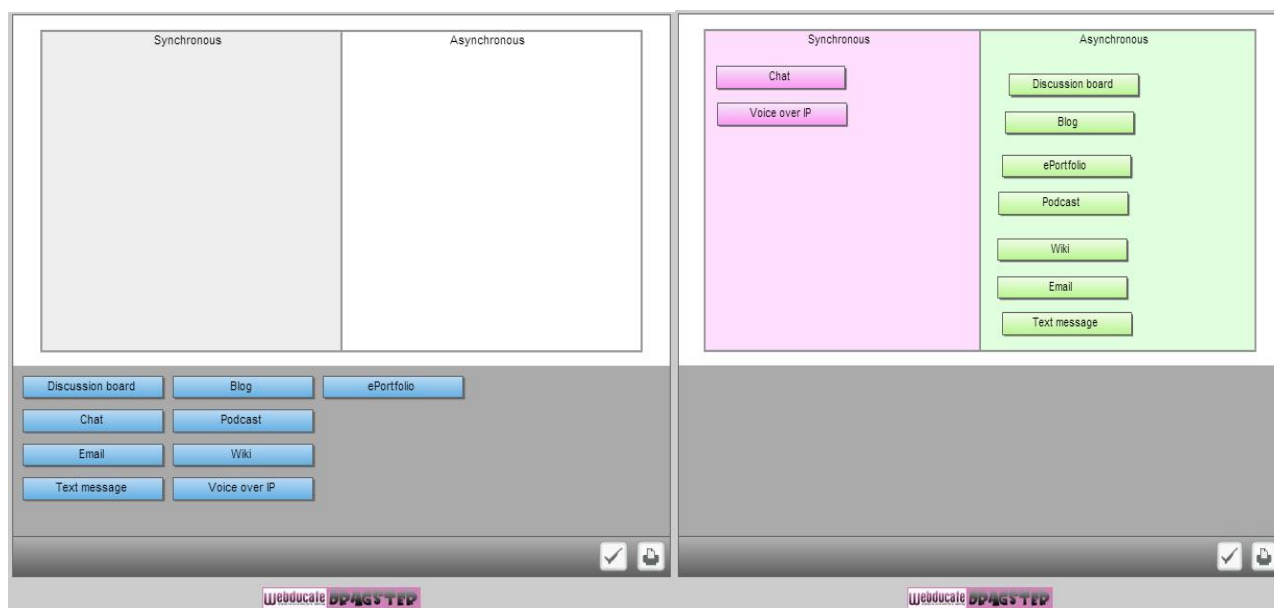 Synchronous Asynchronous
Discussion board Blog ePortfolio
Chat Podcast
Email Wiki
Text message Voice over IP
Webducate DRAGSTER
Synchronous Asynchronous
Chat
Voice over IP
Discussion board
Blog
ePortfolio
Podcast
Wiki
Email
Text message
Webducate DRAGSTER